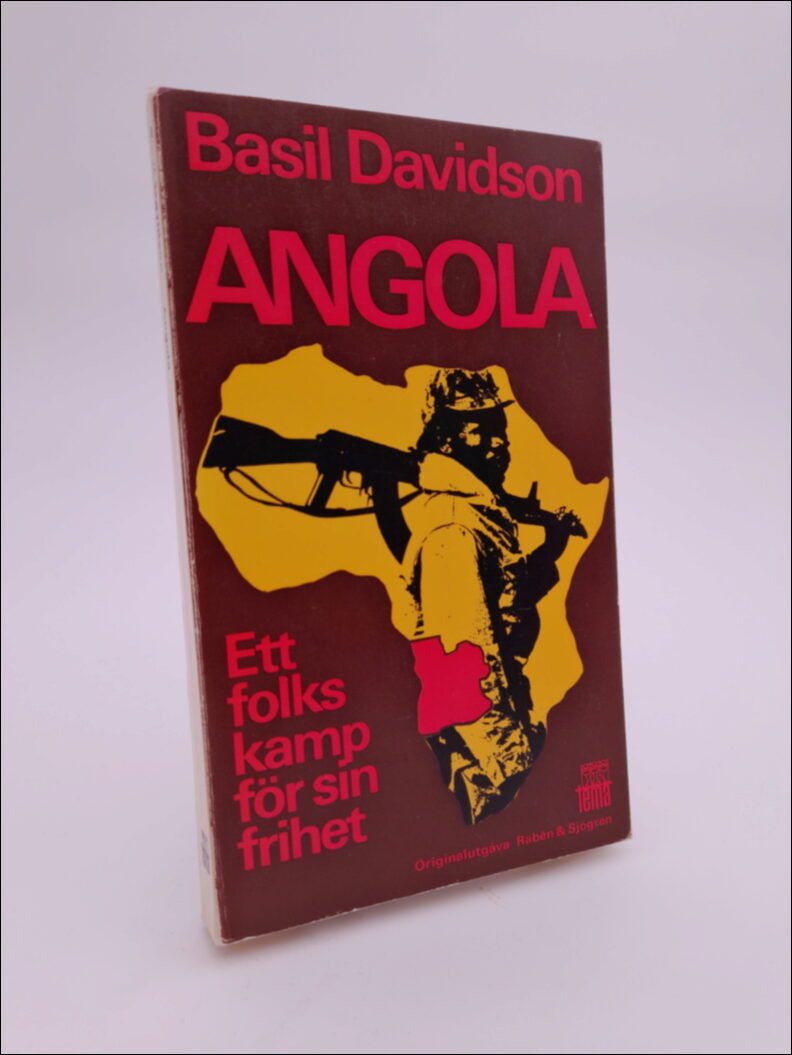 Basil Davidson
ANGOLA
Ett
folks
kamp
för sin
frihet
tema
Originalutgåva Rabén & Sjögren